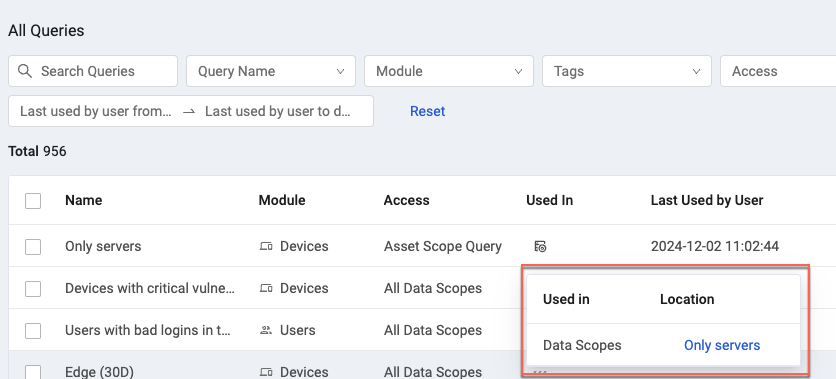 All Queries
Search Queries Query Name Module Tags Access
Last used by user from... → Last used by user to d... Reset
Total 956
Name Module Access Used In Last Used by User
Only servers Devices Asset Scope Query 2024-12-02 11:02:44
Devices with critical vulne... Devices All Data Scopes
Used in Location
Users with bad logins in t... Users All Data Scopes
Data Scopes Only servers
Edge (30D) Devices All Data Scopes